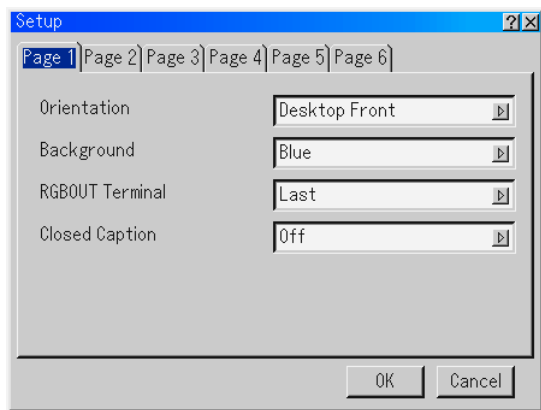 Setup
Page 1 Page 2 Page 3 Page 4 Page 5 Page 6
Orientation Desktop Front
Background Blue
RGBOUT Terminal Last
Closed Caption Off
OK Cancel